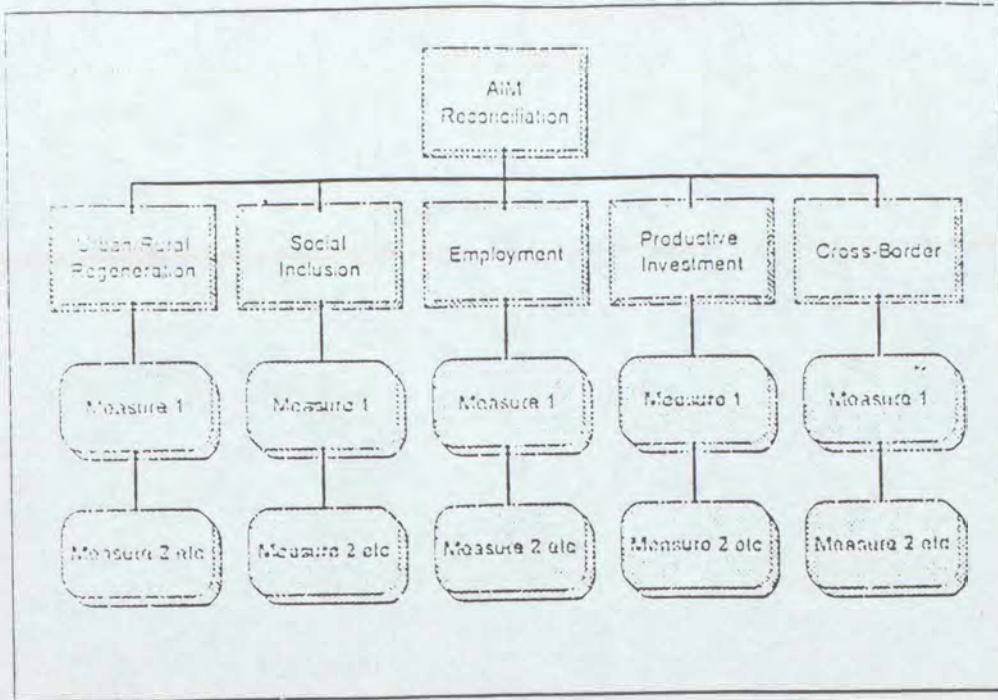 AIM
Reconciliation
Urban/Rural
Regeneration
Social
Inclusion
Employment
Productive
Investment
Cross-Border
Measure 1
Measure 1
Measure 1
Measure 1
Measure 1
Measure 2 etc
Measure 2 etc
Measure 2 etc
Measure 2 etc
Measure 2 etc